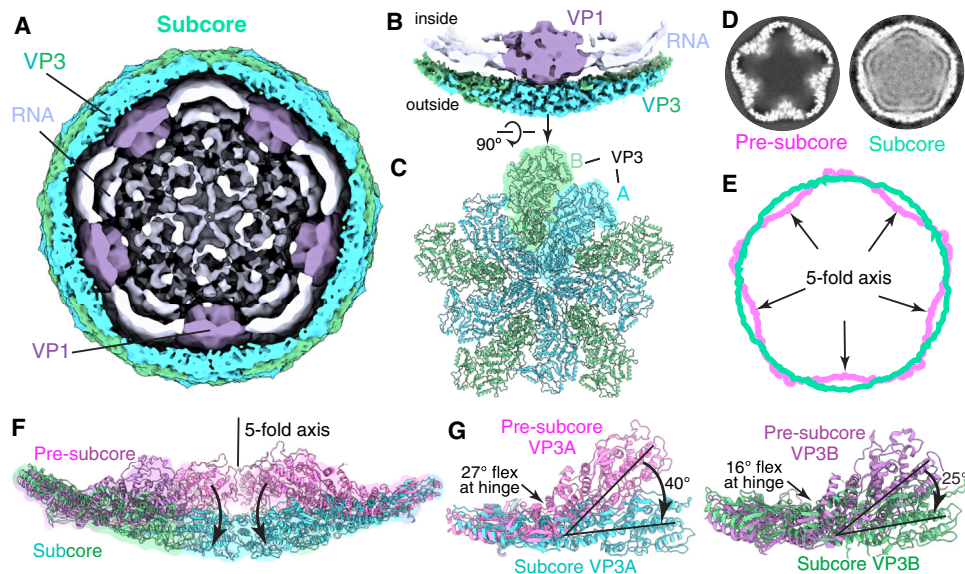 A
Subcore
VP3
RNA
VP1
B
inside
outside
VP1
RNA
VP3
90º
C
B
VP3
A
D
Pre-subcore
Subcore
E
5-fold axis
F
5-fold axis
Pre-subcore
Subcore
G
Pre-subcore
VP3A
27° flex
at hinge
40°
Subcore VP3A
Pre-subcore
VP3B
16° flex
at hinge
25°
Subcore VP3B